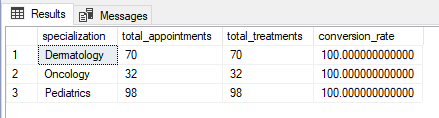 Results Messages
specialization total_appointments total_treatments conversion_rate
1 Dermatology 70 70 100.000000000000
2 Oncology 32 32 100.000000000000
3 Pediatrics 98 98 100.000000000000